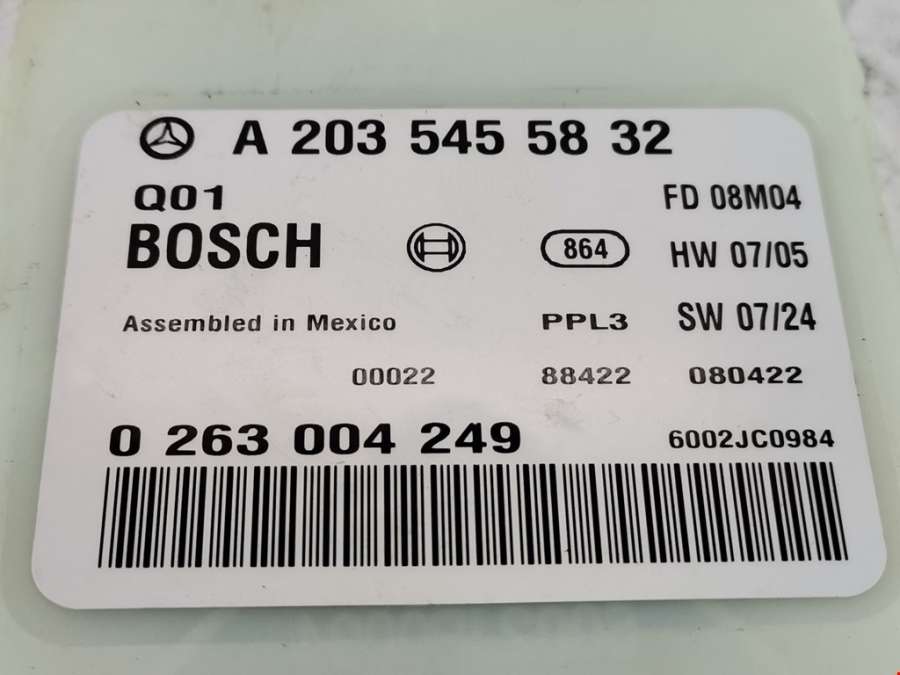 A 203 545 58 32
Q01 FD 08M04
BOSCH 864 HW 07/05
Assembled in Mexico PPL3 SW 07/24
00022 88422 080422
0 263 004 249 6002JC0984